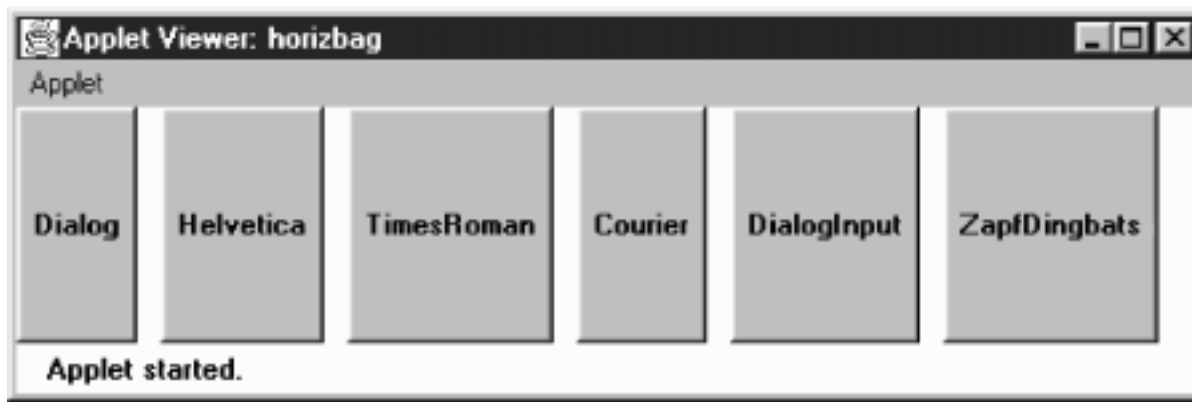 Applet Viewer: horizbag
Applet
Dialog Helvetica TimesRoman Courier DialogInput ZapfDingbats
Applet started.